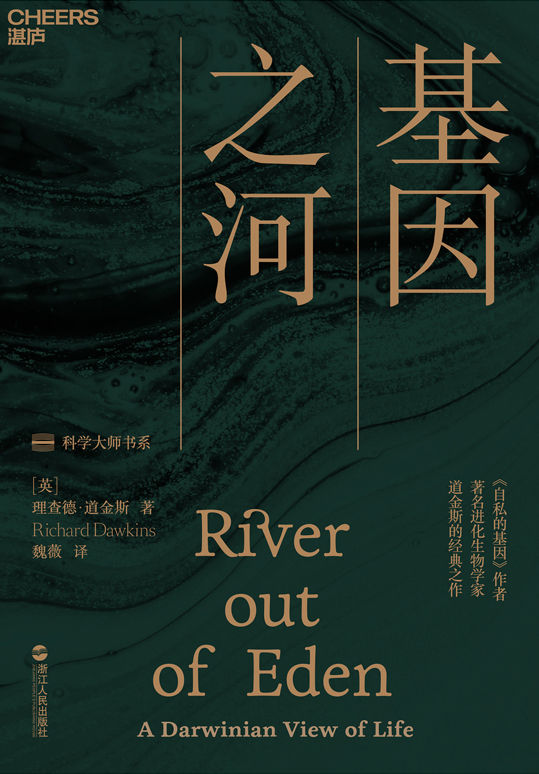 CHEERS
湛庐
基因
之河
科学大师书系
[英]
理查德·道金斯 著
Richard Dawkins
魏薇 译
《自私的基因》作者
著名进化生物学家
道金斯的经典之作
River
out
of Eden
A Darwinian View of Life
浙江人民出版社